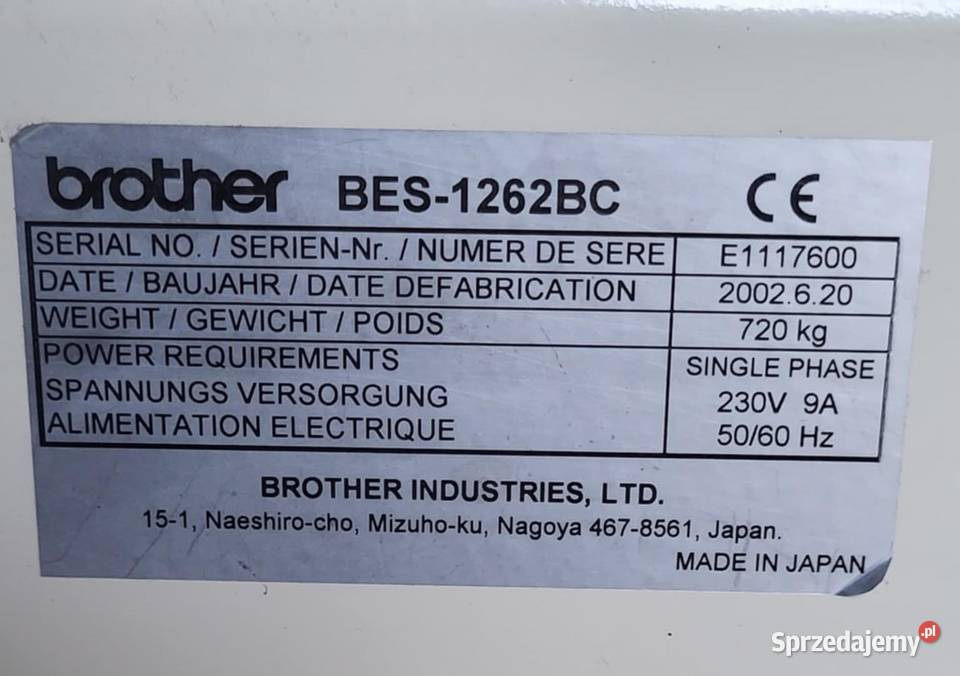 brother BES-1262BC CE
SERIAL NO. / SERIEN-Nr. / NUMER DE SERE E1117600
DATE / BAUJAHR / DATE DEFABRICATION 2002.6.20
WEIGHT / GEWICHT / POIDS 720 kg
POWER REQUIREMENTS SINGLE PHASE
SPANNUNGS VERSORGUNG 230V 9A
ALIMENTATION ELECTRIQUE 50/60 Hz
BROTHER INDUSTRIES, LTD.
15-1, Naeshiro-cho, Mizuho-ku, Nagoya 467-8561, Japan.
MADE IN JAPAN
Sprzedajemy.pl